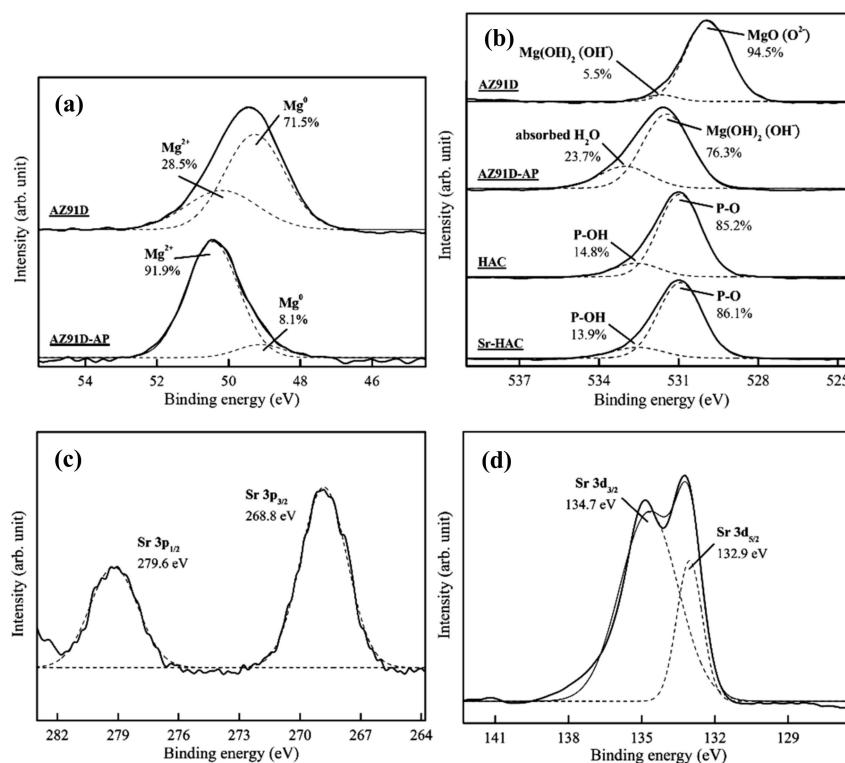 (a)
Mg⁰
71.5%
Mg²⁺
28.5%
AZ91D
Mg²⁺
91.9%
Mg⁰
8.1%
AZ91D-AP
Intensity (arb. unit)
54 52 50 48 46
Binding energy (eV)
(b)
MgO (O²⁻)
94.5%
Mg(OH)₂ (OH⁻)
5.5%
AZ91D
absorbed H₂O
23.7%
Mg(OH)₂ (OH⁻)
76.3%
AZ91D-AP
P-O
85.2%
P-OH
14.8%
HAC
P-O
86.1%
P-OH
13.9%
Sr-HAC
Intensity (arb. unit)
537 534 531 528 525
Binding energy (eV)
(c)
Sr 3p₃/₂
268.8 eV
Sr 3p₁/₂
279.6 eV
Intensity (arb. unit)
282 279 276 273 270 267 264
Binding energy (eV)
(d)
Sr 3d₃/₂
134.7 eV
Sr 3d₅/₂
132.9 eV
Intensity (arb. unit)
141 138 135 132 129
Binding energy (eV)